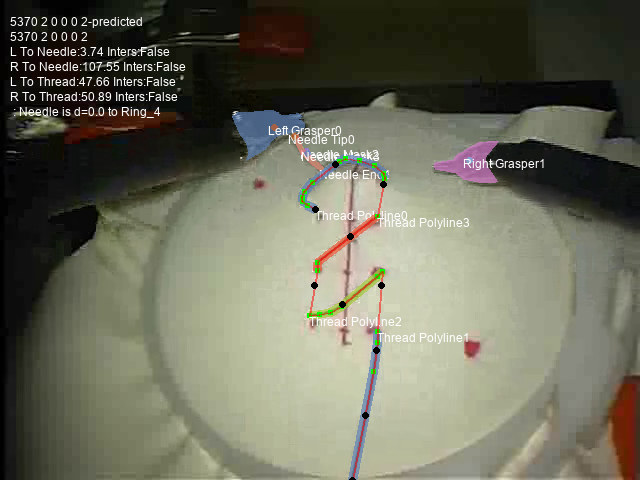 5370 2 0 0 0 2-predicted
5370 2 0 0 0 2
L To Needle:3.74 Inters:False
R To Needle:107.55 Inters:False
L To Thread:47.66 Inters:False
R To Thread:50.89 Inters:False
: Needle is d=0.0 to Ring_4
Left Grasper0
Needle Tip0
Right Grasper1
Thread Polyline0
Thread Polyline3
Thread Polyline2
Thread Polyline1